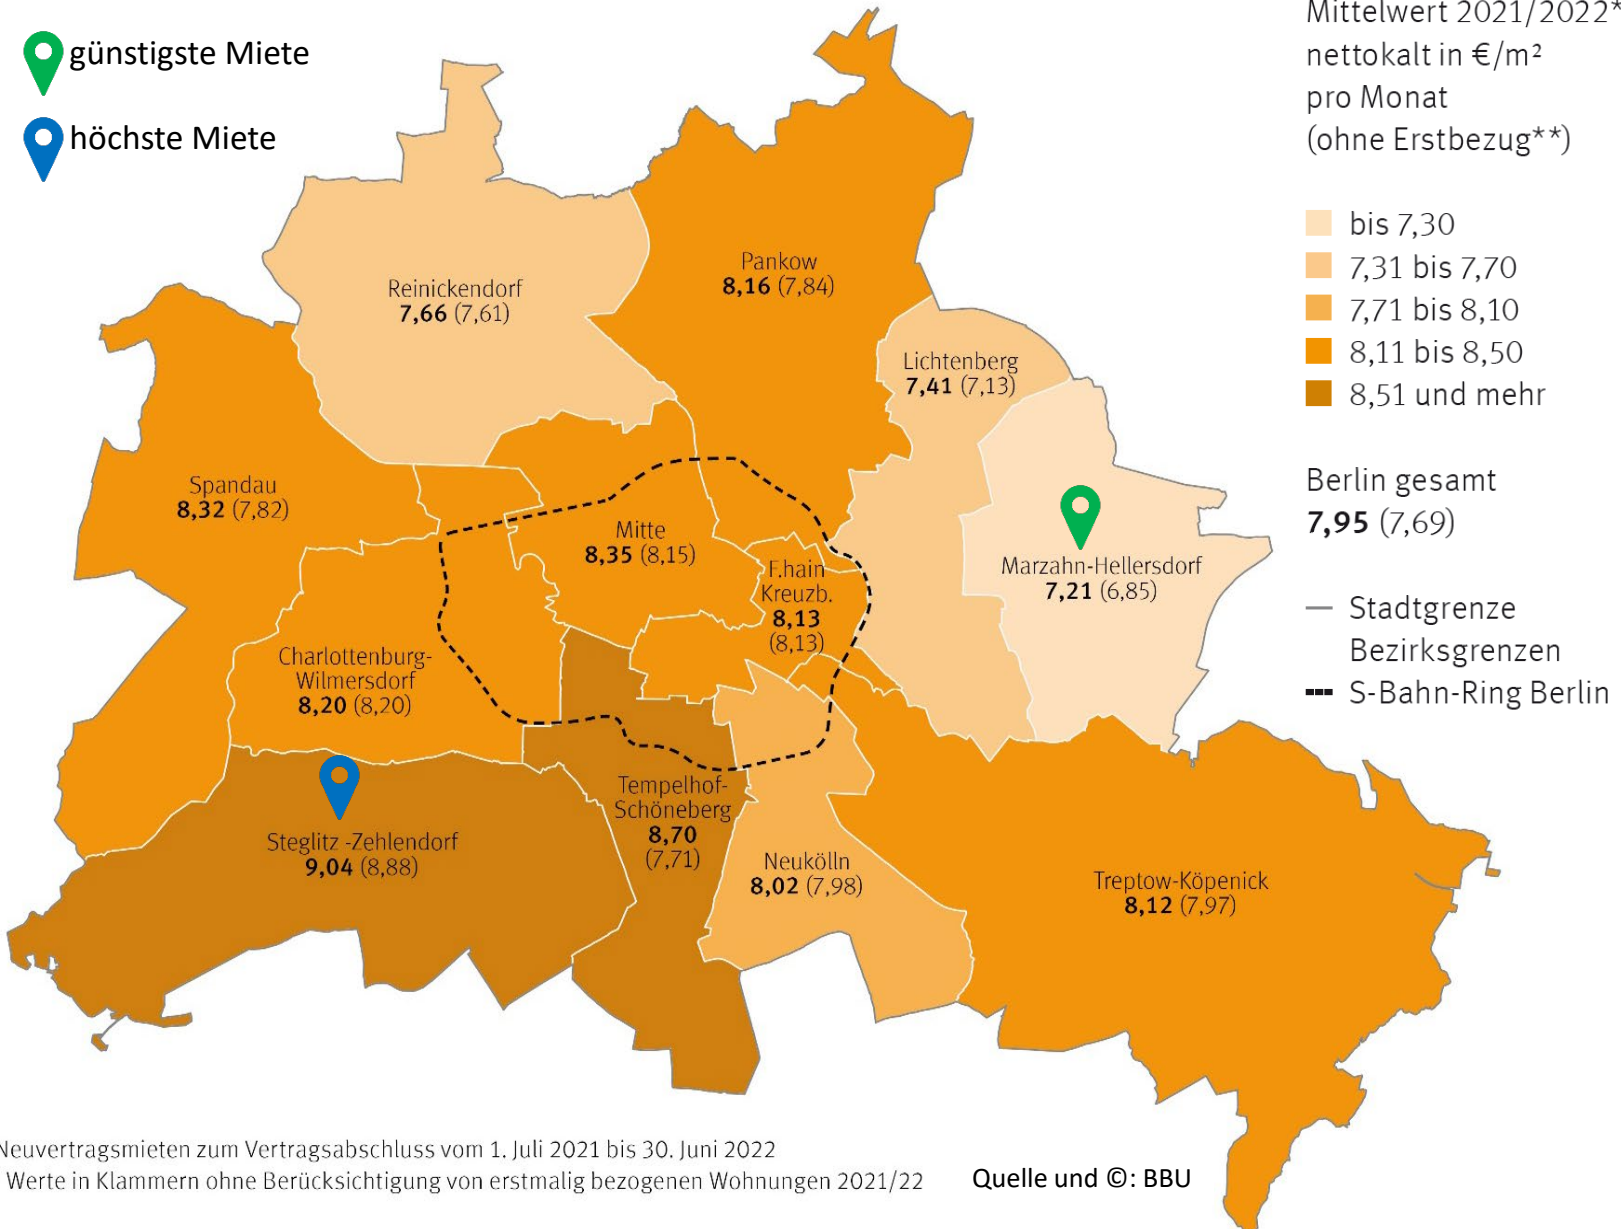 günstigste Miete
höchste Miete
Mittelwert 2021/2022*
nettokalt in €/m²
pro Monat
(ohne Erstbezug**)
bis 7,30
7,31 bis 7,70
7,71 bis 8,10
8,11 bis 8,50
8,51 und mehr
Berlin gesamt
7,95 (7,69)
Stadtgrenze
Bezirksgrenzen
S-Bahn-Ring Berlin
Pankow
8,16 (7,84)
Reinickendorf
7,66 (7,61)
Lichtenberg
7,41 (7,13)
Spandau
8,32 (7,82)
Mitte
8,35 (8,15)
F.hain
Kreuzb.
8,13
(8,13)
Marzahn-Hellersdorf
7,21 (6,85)
Charlottenburg-
Wilmersdorf
8,20 (8,20)
Tempelhof-
Schöneberg
8,70
(7,71)
Steglitz -Zehlendorf
9,04 (8,88)
Neukölln
8,02 (7,98)
Treptow-Köpenick
8,12 (7,97)
Neuvertragsmieten zum Vertragsabschluss vom 1. Juli 2021 bis 30. Juni 2022
Werte in Klammern ohne Berücksichtigung von erstmalig bezogenen Wohnungen 2021/22
Quelle und ©: BBU